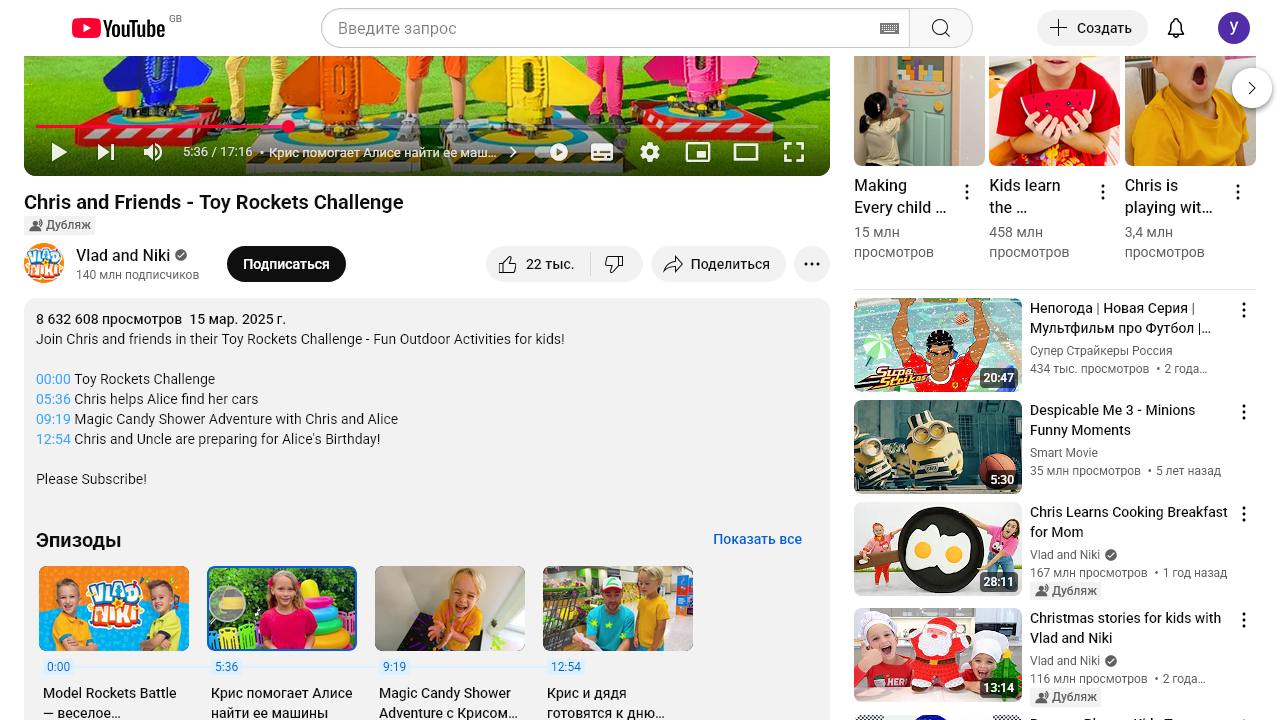 YouTube GB
Введите запрос
Создать
y
5:36 / 17:16 • Крис помогает Алисе найти ее маш...
Chris and Friends - Toy Rockets Challenge
Дубляж
Vlad and Niki
140 млн подписчиков
Подписаться
22 тыс.
Поделиться
8 632 608 просмотров 15 мар. 2025 г.
Join Chris and friends in their Toy Rockets Challenge - Fun Outdoor Activities for kids!
00:00 Toy Rockets Challenge
05:36 Chris helps Alice find her cars
09:19 Magic Candy Shower Adventure with Chris and Alice
12:54 Chris and Uncle are preparing for Alice's Birthday!
Please Subscribe!
Эпизоды
Показать все
VLAD and NIKI
0:00
Model Rockets Battle
— веселое...
5:36
Крис помогает Алисе
найти ее машины
9:19
Magic Candy Shower
Adventure с Крисом...
12:54
Крис и дядя
готовятся к дню...
Making
Every child ...
15 млн
просмотров
Kids learn
the ...
458 млн
просмотров
Chris is
playing wit...
3,4 млн
просмотров
SUPA STRIKAS
20:47
Непогода | Новая Серия |
Мультфильм про Футбол |...
Супер Страйкеры Россия
434 тыс. просмотров • 2 года...
5:30
Despicable Me 3 - Minions
Funny Moments
Smart Movie
35 млн просмотров • 5 лет назад
28:11
Chris Learns Cooking Breakfast
for Mom
Vlad and Niki
167 млн просмотров • 1 год назад
Дубляж
13:14
Christmas stories for kids with
Vlad and Niki
Vlad and Niki
116 млн просмотров • 2 года...
Дубляж